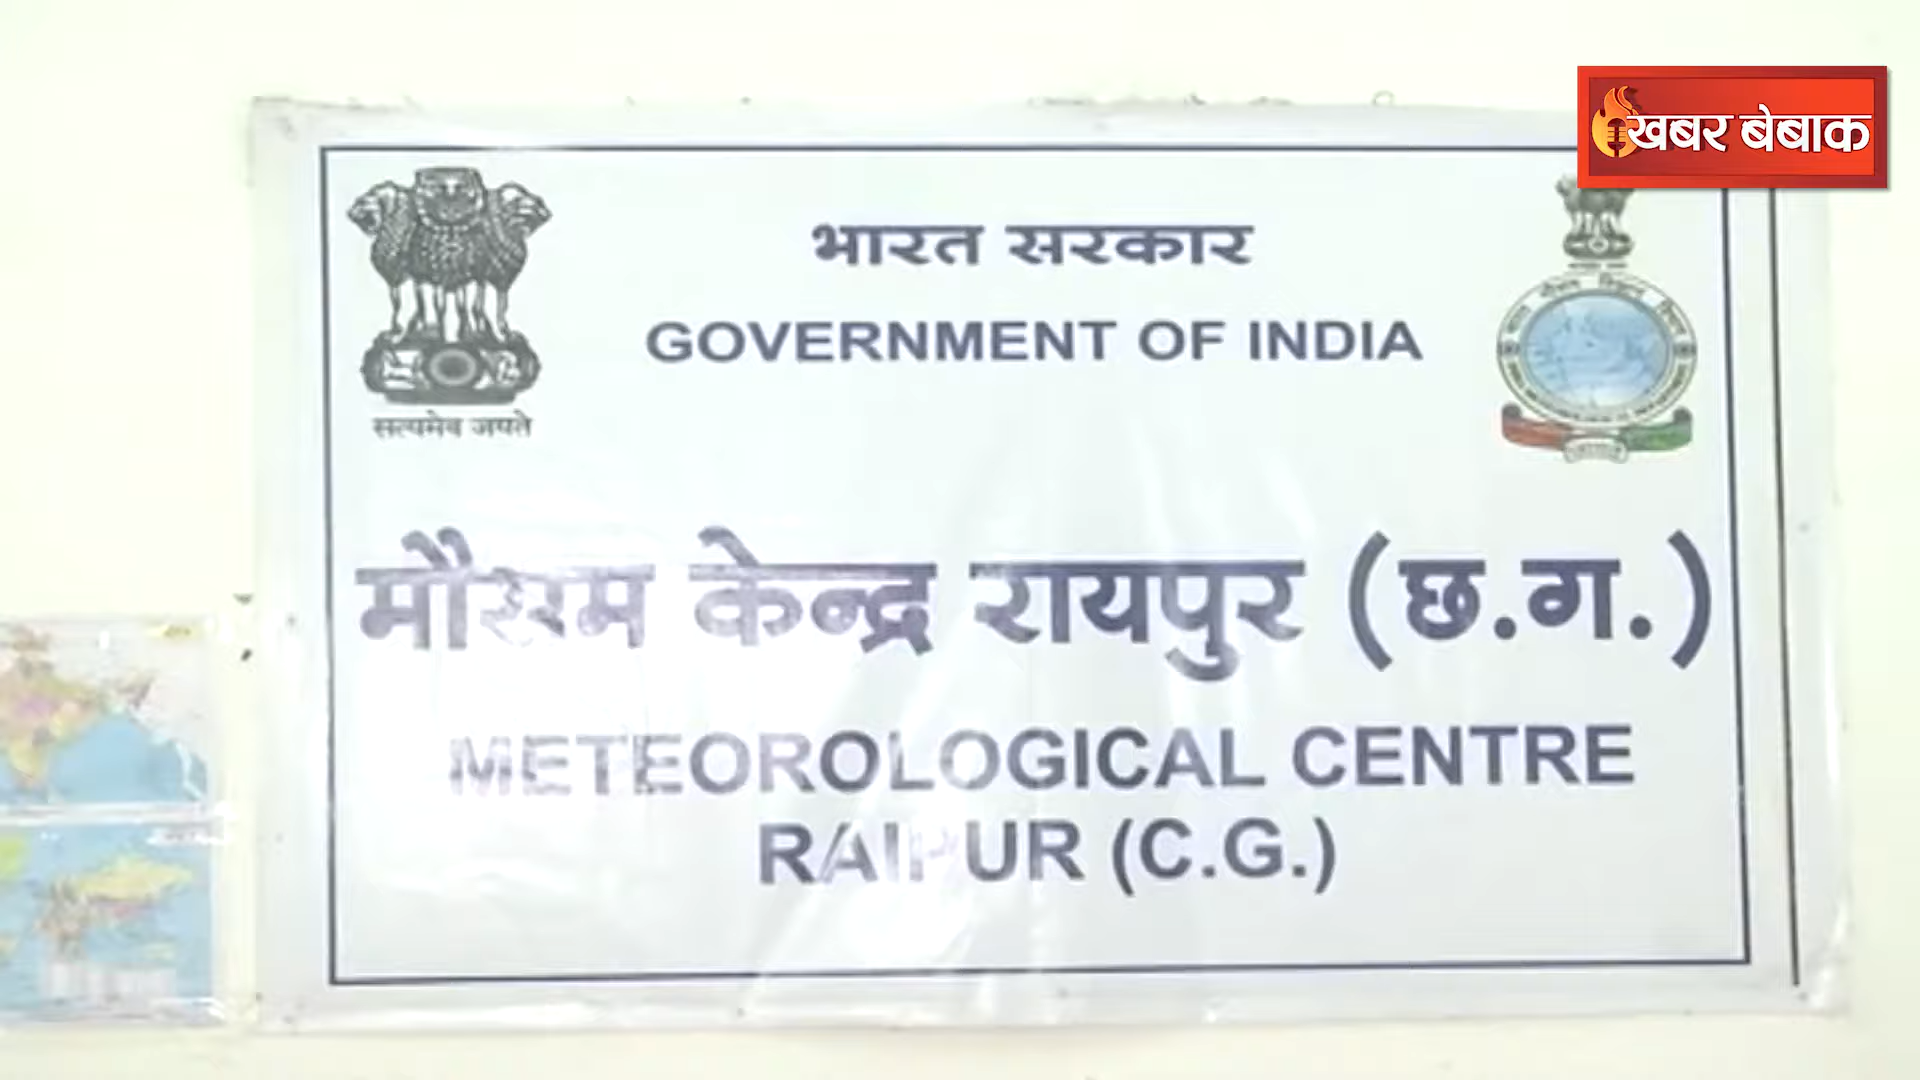 खबर बेबाक
भारत सरकार
GOVERNMENT OF INDIA
सत्यमेव जयते
मौसम केन्द्र रायपुर (छ.ग.)
METEOROLOGICAL CENTRE
RAIPUR (C.G.)